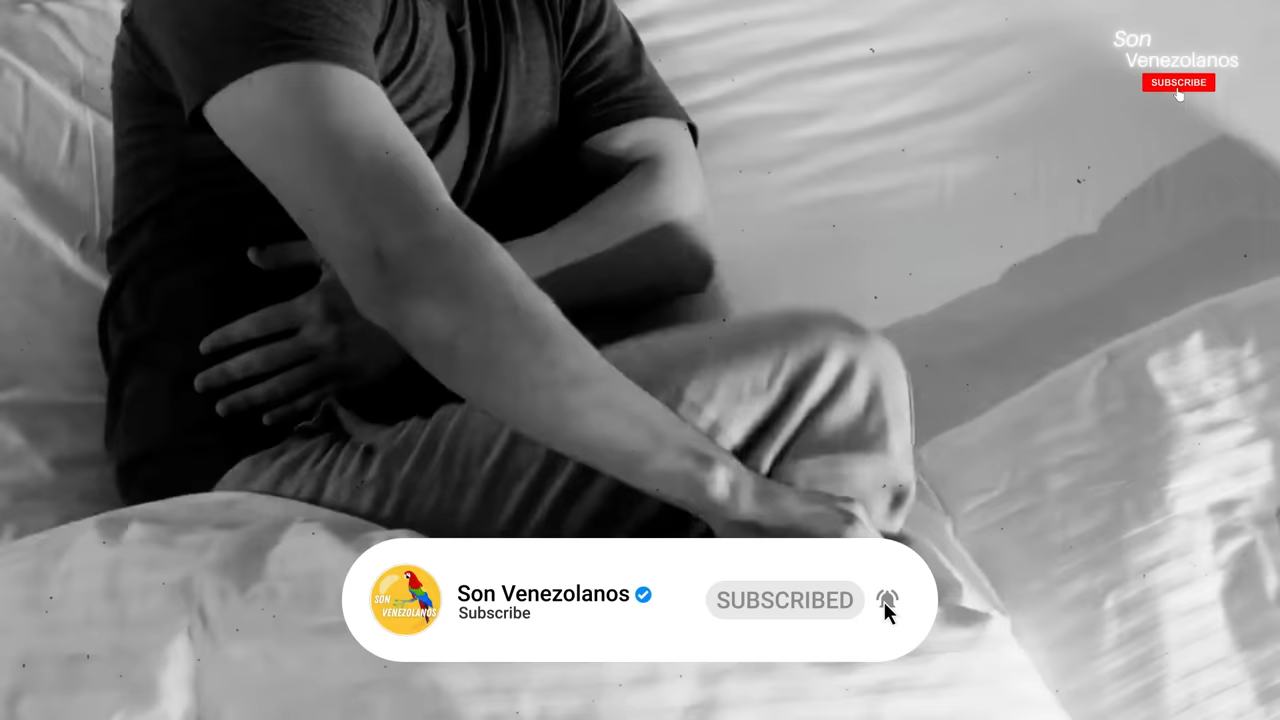 Son
Venezolanos
SUBSCRIBE
SON
VENEZOLANOS
Son Venezolanos
Subscribe
SUBSCRIBED